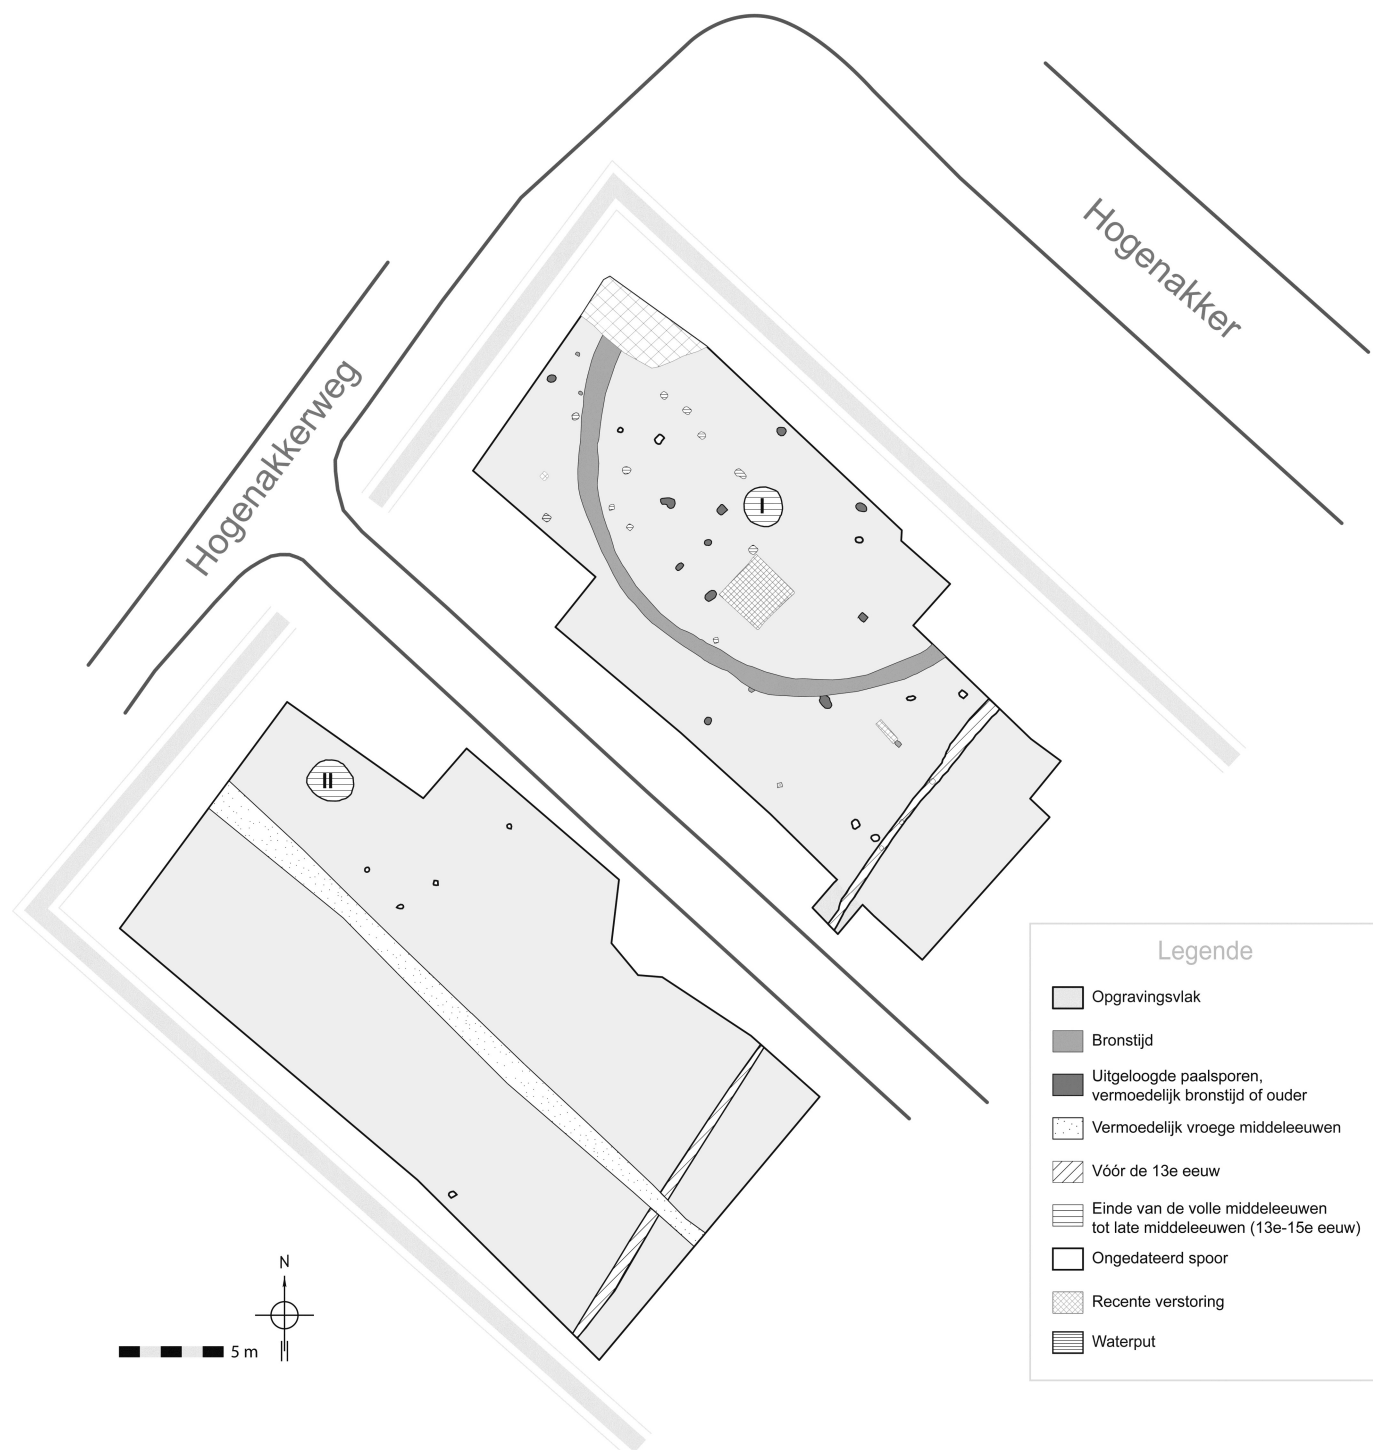 Hogenakker
Hogenakkerweg
I
II
N
5 m
Legende
Opgravingsvlak
Bronstijd
Uitgeloogde paalsporen,
vermoedelijk bronstijd of ouder
Vermoedelijk vroege middeleeuwen
Vóór de 13e eeuw
Einde van de volle middeleeuwen
tot late middeleeuwen (13e-15e eeuw)
Ongedateerd spoor
Recente verstoring
Waterput